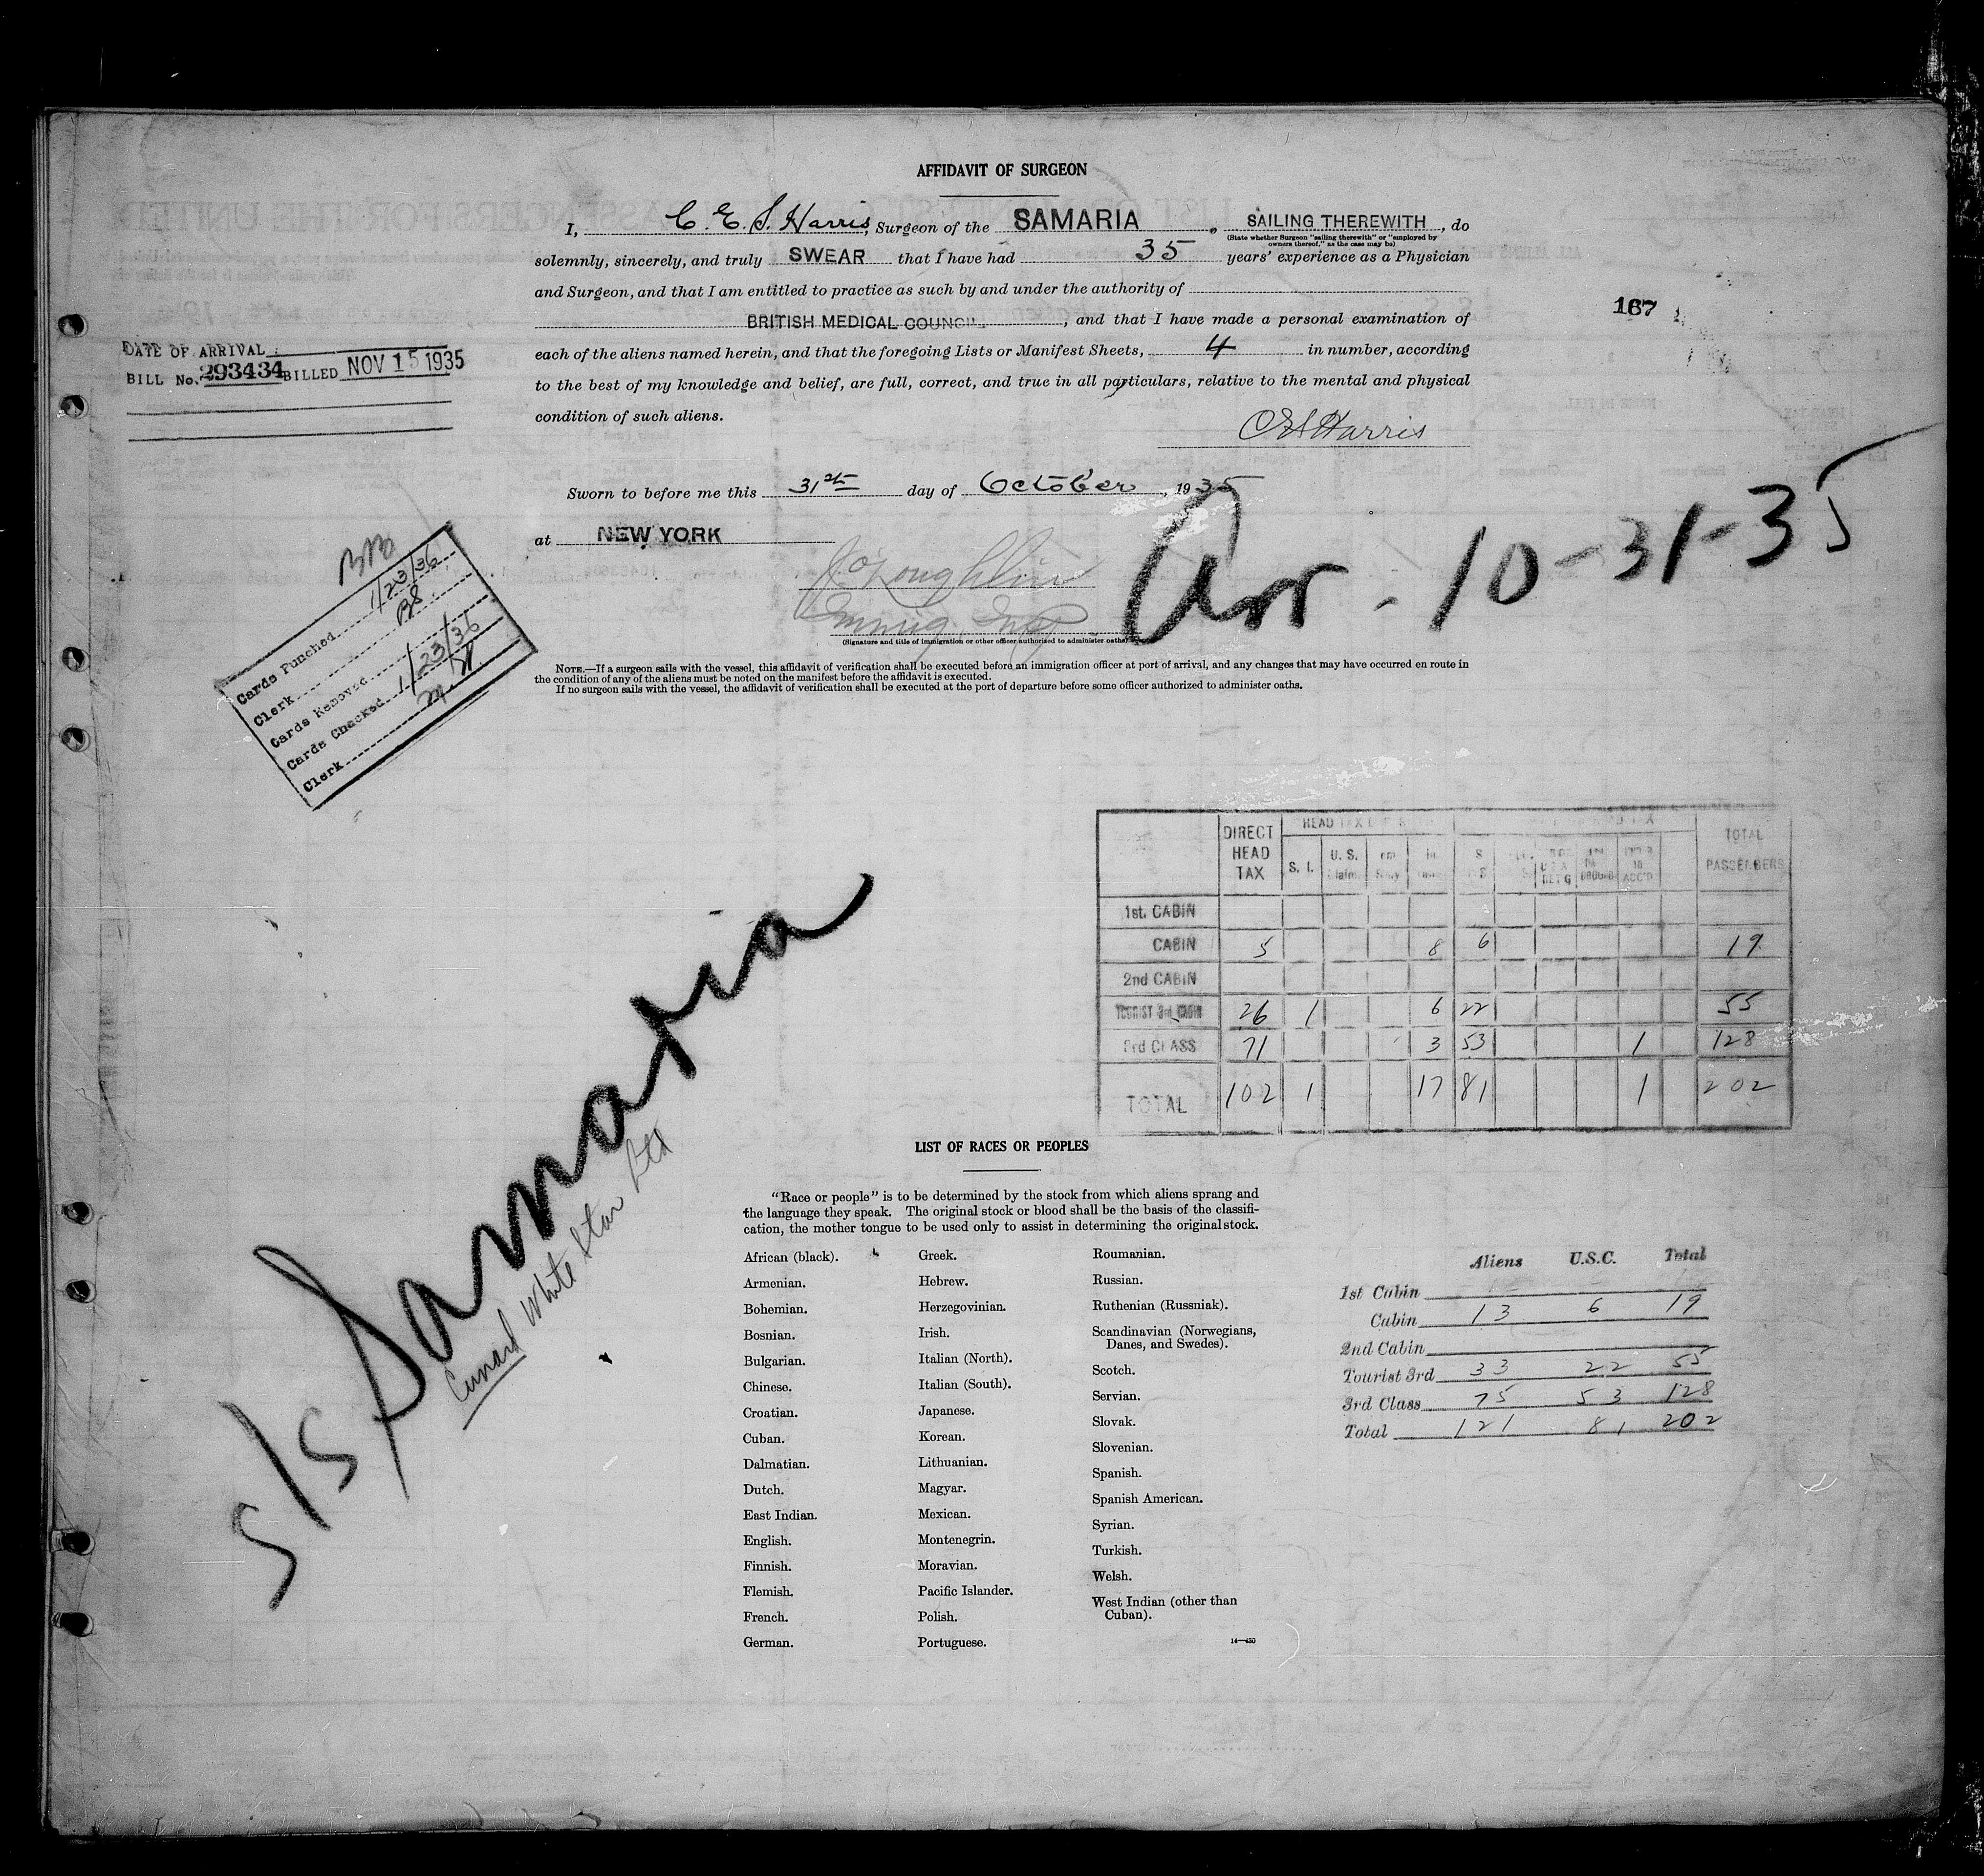 AFFIDAVIT OF SURGEON
I, C. E. S. Harris, Surgeon of the SAMARIA, SAILING THEREWITH, do
(State whether Surgeon "sailing therewith" or "employed by
owners thereof," as the case may be)
solemnly, sincerely, and truly SWEAR that I have had 35 years' experience as a Physician
and Surgeon, and that I am entitled to practice as such by and under the authority of
BRITISH MEDICAL COUNCIL, and that I have made a personal examination of
each of the aliens named herein, and that the foregoing Lists or Manifest Sheets, 4 in number, according
to the best of my knowledge and belief, are full, correct, and true in all particulars, relative to the mental and physical
condition of such aliens.
C E S Harris
167
DATE OF ARRIVAL
BILL No. 293434 BILLED NOV 15 1935
Sworn to before me this 31st day of October, 1935
at NEW YORK
Immig. Insp
(Signature and title of immigration or other officer authorized to administer oaths)
Arr. 10-31-35
NOTE.—If a surgeon sails with the vessel, this affidavit of verification shall be executed before an immigration officer at port of arrival, and any changes that may have occurred en route in
the condition of any of the aliens must be noted on the manifest before the affidavit is executed.
If no surgeon sails with the vessel, the affidavit of verification shall be executed at the port of departure before some officer authorized to administer oaths.
Cards Punched 1/23/36
Clerk
Cards Removed
Cards Checked 1/23/36
Clerk
DIRECT HEAD TAX S. I. U. S. Claim TOTAL PASSENGERS
1st. CABIN
CABIN 5 8 6 19
2nd CABIN
TOURIST 3rd CABIN 26 1 6 22 55
3rd CLASS 71 3 53 1 128
TOTAL 102 1 17 81 1 202
S/S Samaria
Cunard White Star Ltd
LIST OF RACES OR PEOPLES
"Race or people" is to be determined by the stock from which aliens sprang and
the language they speak. The original stock or blood shall be the basis of the classifi-
cation, the mother tongue to be used only to assist in determining the original stock.
African (black).
Armenian.
Bohemian.
Bosnian.
Bulgarian.
Chinese.
Croatian.
Cuban.
Dalmatian.
Dutch.
East Indian.
English.
Finnish.
Flemish.
French.
German.
Greek.
Hebrew.
Herzegovinian.
Irish.
Italian (North).
Italian (South).
Japanese.
Korean.
Lithuanian.
Magyar.
Mexican.
Montenegrin.
Moravian.
Pacific Islander.
Polish.
Portuguese.
Roumanian.
Russian.
Ruthenian (Russniak).
Scandinavian (Norwegians,
Danes, and Swedes).
Scotch.
Servian.
Slovak.
Slovenian.
Spanish.
Spanish American.
Syrian.
Turkish.
Welsh.
West Indian (other than
Cuban).
14—430
Aliens U.S.C. Total
1st Cabin
Cabin 13 6 19
2nd Cabin
Tourist 3rd 33 22 55
3rd Class 75 53 128
Total 121 81 202